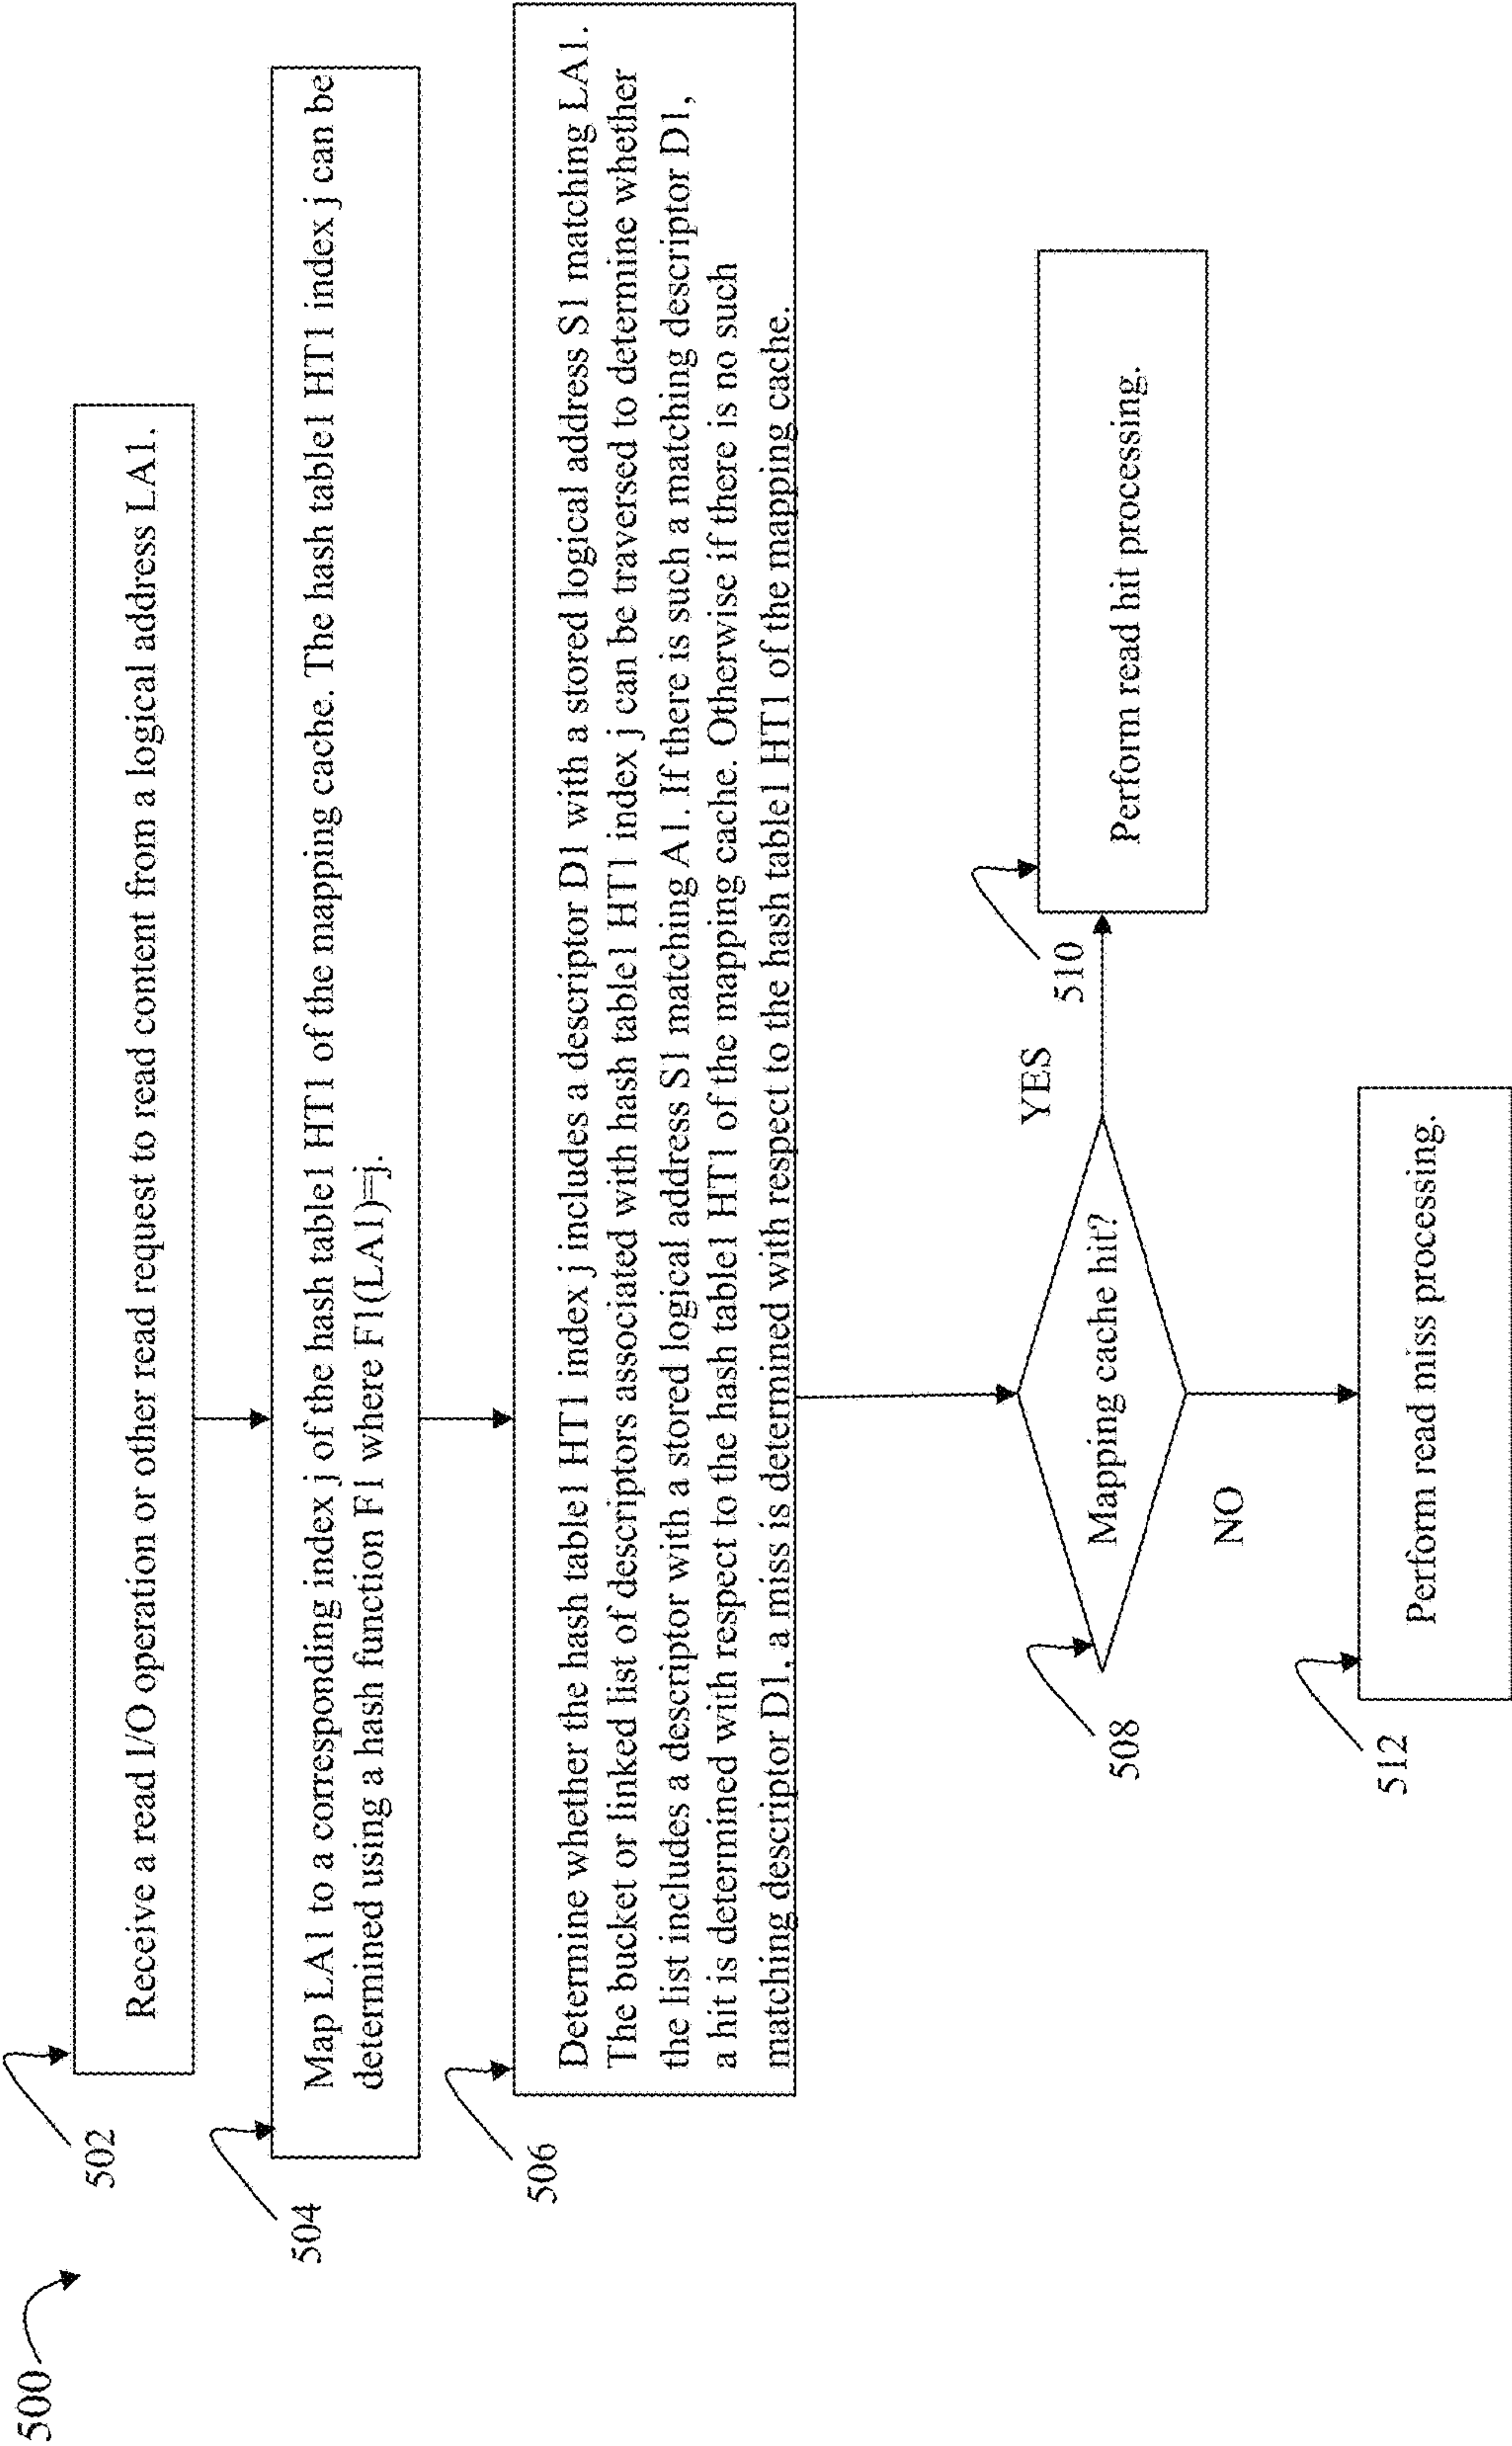 500
502
Receive a read I/O operation or other read request to read content from a logical address LA1.
504
Map LA1 to a corresponding index j of the hash table1 HT1 of the mapping cache. The hash table1 HT1 index j can be
determined using a hash function F1 where F1(LA1)=j.
506
Determine whether the hash table1 HT1 index j includes a descriptor D1 with a stored logical address S1 matching LA1.
The bucket or linked list of descriptors associated with hash table1 HT1 index j can be traversed to determine whether
the list includes a descriptor with a stored logical address S1 matching A1. If there is such a matching descriptor D1,
a hit is determined with respect to the hash table1 HT1 of the mapping cache. Otherwise if there is no such
matching descriptor D1, a miss is determined with respect to the hash table1 HT1 of the mapping cache.
508
Mapping cache hit?
YES
510
Perform read hit processing.
NO
512
Perform read miss processing.